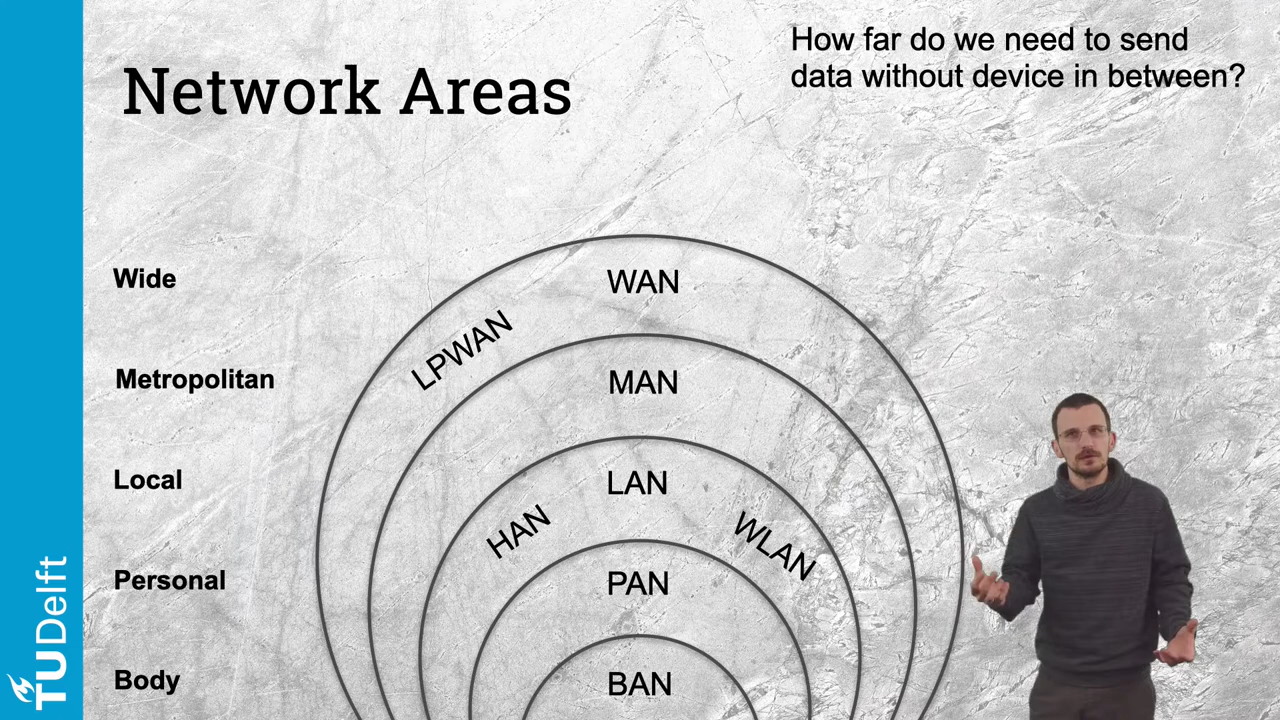 Network Areas
How far do we need to send
data without device in between?
Wide
WAN
LPWAN
Metropolitan
MAN
Local
LAN
HAN
WLAN
Personal
PAN
Body
BAN
TUDelft